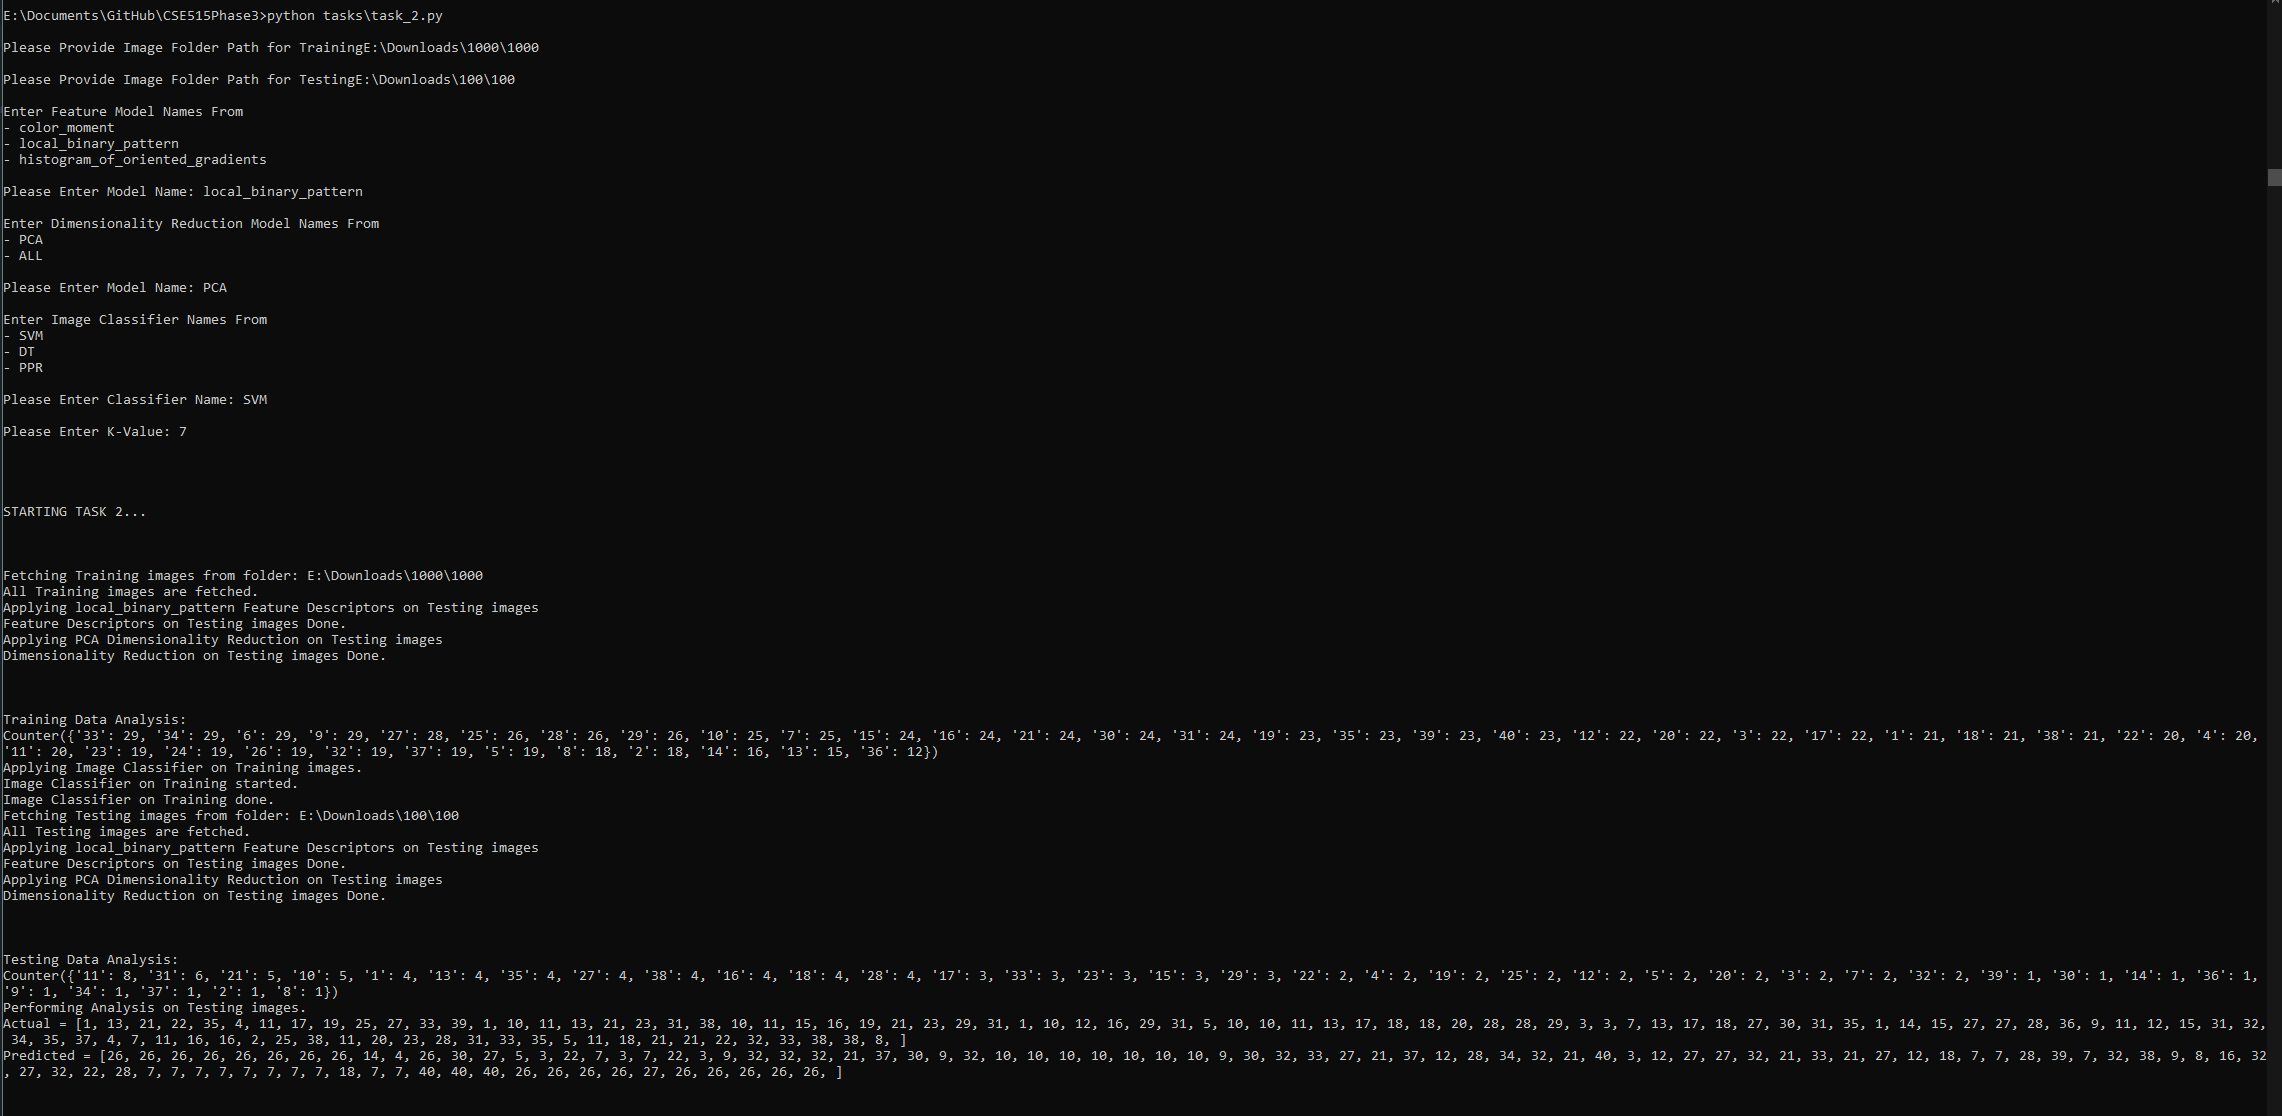 E:\Documents\GitHub\CSE515Phase3>python tasks\task_2.py
Please Provide Image Folder Path for TrainingE:\Downloads\1000\1000
Please Provide Image Folder Path for TestingE:\Downloads\100\100
Enter Feature Model Names From
- color_moment
- local_binary_pattern
- histogram_of_oriented_gradients
Please Enter Model Name: local_binary_pattern
Enter Dimensionality Reduction Model Names From
- PCA
- ALL
Please Enter Model Name: PCA
Enter Image Classifier Names From
- SVM
- DT
- PPR
Please Enter Classifier Name: SVM
Please Enter K-Value: 7
STARTING TASK 2...
Fetching Training images from folder: E:\Downloads\1000\1000
All Training images are fetched.
Applying local_binary_pattern Feature Descriptors on Testing images
Feature Descriptors on Testing images Done.
Applying PCA Dimensionality Reduction on Testing images
Dimensionality Reduction on Testing images Done.
Training Data Analysis:
Counter({'33': 29, '34': 29, '6': 29, '9': 29, '27': 28, '25': 26, '28': 26, '29': 26, '10': 25, '7': 25, '15': 24, '16': 24, '21': 24, '30': 24, '31': 24, '19': 23, '35': 23, '39': 23, '40': 23, '12': 22, '20': 22, '3': 22, '17': 22, '1': 21, '18': 21, '38': 21, '22': 20, '4': 20,
'11': 20, '23': 19, '24': 19, '26': 19, '32': 19, '37': 19, '5': 19, '8': 18, '2': 18, '14': 16, '13': 15, '36': 12})
Applying Image Classifier on Training images.
Image Classifier on Training started.
Image Classifier on Training done.
Fetching Testing images from folder: E:\Downloads\100\100
All Testing images are fetched.
Applying local_binary_pattern Feature Descriptors on Testing images
Feature Descriptors on Testing images Done.
Applying PCA Dimensionality Reduction on Testing images
Dimensionality Reduction on Testing images Done.
Testing Data Analysis:
Counter({'11': 8, '31': 6, '21': 5, '10': 5, '1': 4, '13': 4, '35': 4, '27': 4, '38': 4, '16': 4, '18': 4, '28': 4, '17': 3, '33': 3, '23': 3, '15': 3, '29': 3, '22': 2, '4': 2, '19': 2, '25': 2, '12': 2, '5': 2, '20': 2, '3': 2, '7': 2, '32': 2, '39': 1, '30': 1, '14': 1, '36': 1,
'9': 1, '34': 1, '37': 1, '2': 1, '8': 1})
Performing Analysis on Testing images.
Actual = [1, 13, 21, 22, 35, 4, 11, 17, 19, 25, 27, 33, 39, 1, 10, 11, 13, 21, 23, 31, 38, 10, 11, 15, 16, 19, 21, 23, 29, 31, 1, 10, 12, 16, 29, 31, 5, 10, 10, 11, 13, 17, 18, 18, 20, 28, 28, 29, 3, 3, 7, 13, 17, 18, 27, 30, 31, 35, 1, 14, 15, 27, 27, 28, 36, 9, 11, 12, 15, 31, 32,
34, 35, 37, 4, 7, 11, 16, 16, 2, 25, 38, 11, 20, 23, 28, 31, 33, 35, 5, 11, 18, 21, 21, 22, 32, 33, 38, 38, 8, ]
Predicted = [26, 26, 26, 26, 26, 26, 26, 26, 14, 4, 26, 30, 27, 5, 3, 22, 7, 3, 7, 22, 3, 9, 32, 32, 32, 21, 37, 30, 9, 32, 10, 10, 10, 10, 10, 10, 10, 10, 9, 30, 32, 33, 27, 21, 37, 12, 28, 34, 32, 21, 40, 3, 12, 27, 27, 32, 21, 33, 21, 27, 12, 18, 7, 7, 28, 39, 7, 32, 38, 9, 8, 16, 32
, 27, 32, 22, 28, 7, 7, 7, 7, 7, 7, 7, 7, 18, 7, 7, 40, 40, 40, 26, 26, 26, 26, 27, 26, 26, 26, 26, 26, ]